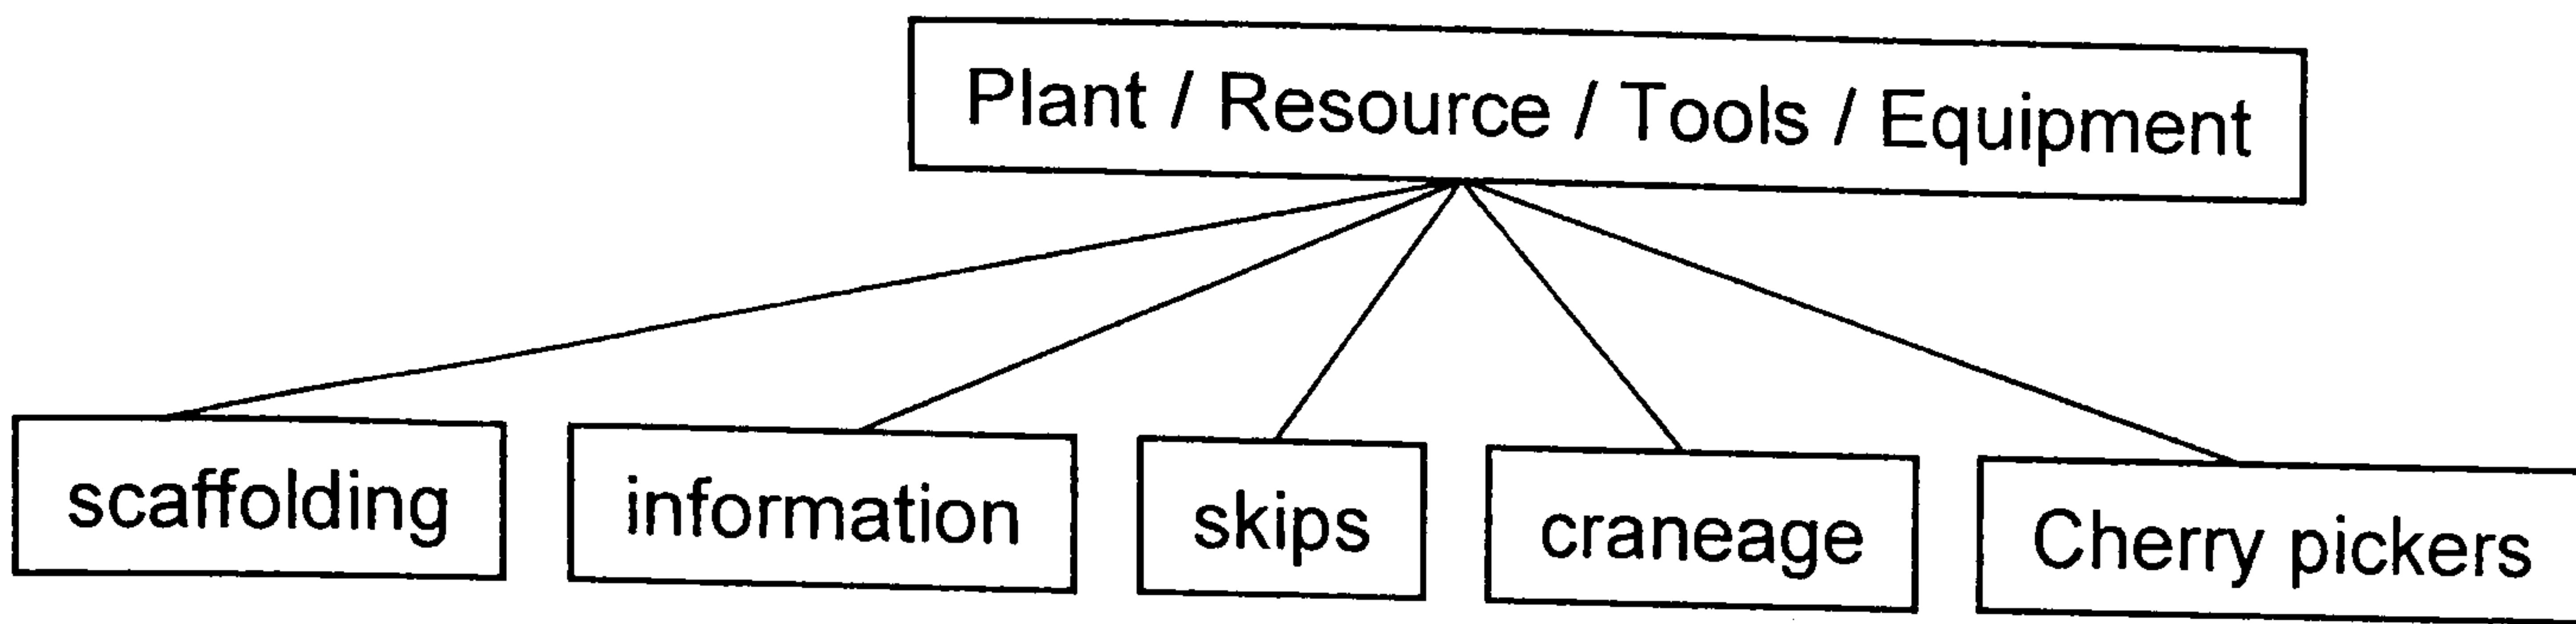 Plant / Resource / Tools / Equipment
scaffolding
information
skips
craneage
Cherry pickers